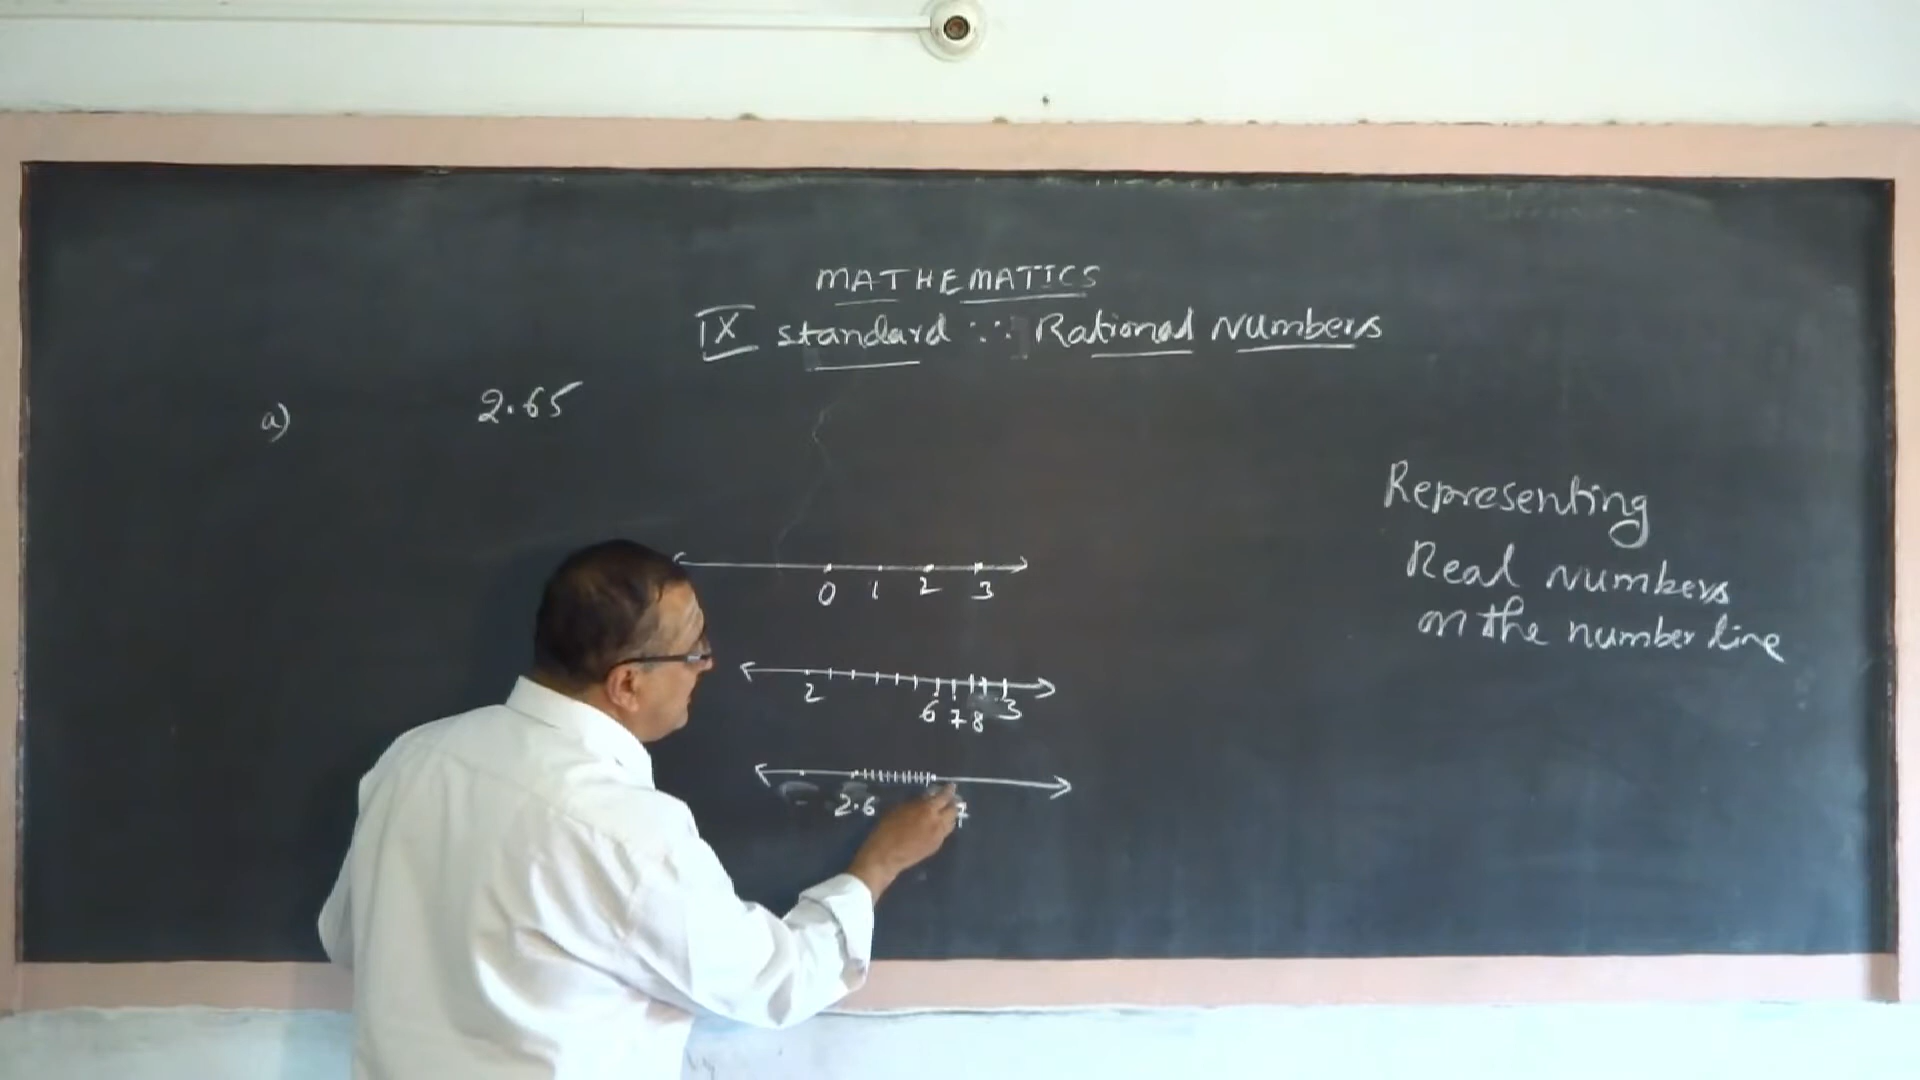 MATHEMATICS
IX standard ∵ Rational Numbers
a) 2.65
Representing
Real numbers
on the number line
0 1 2 3
2 6 7 8 3
2.6 7